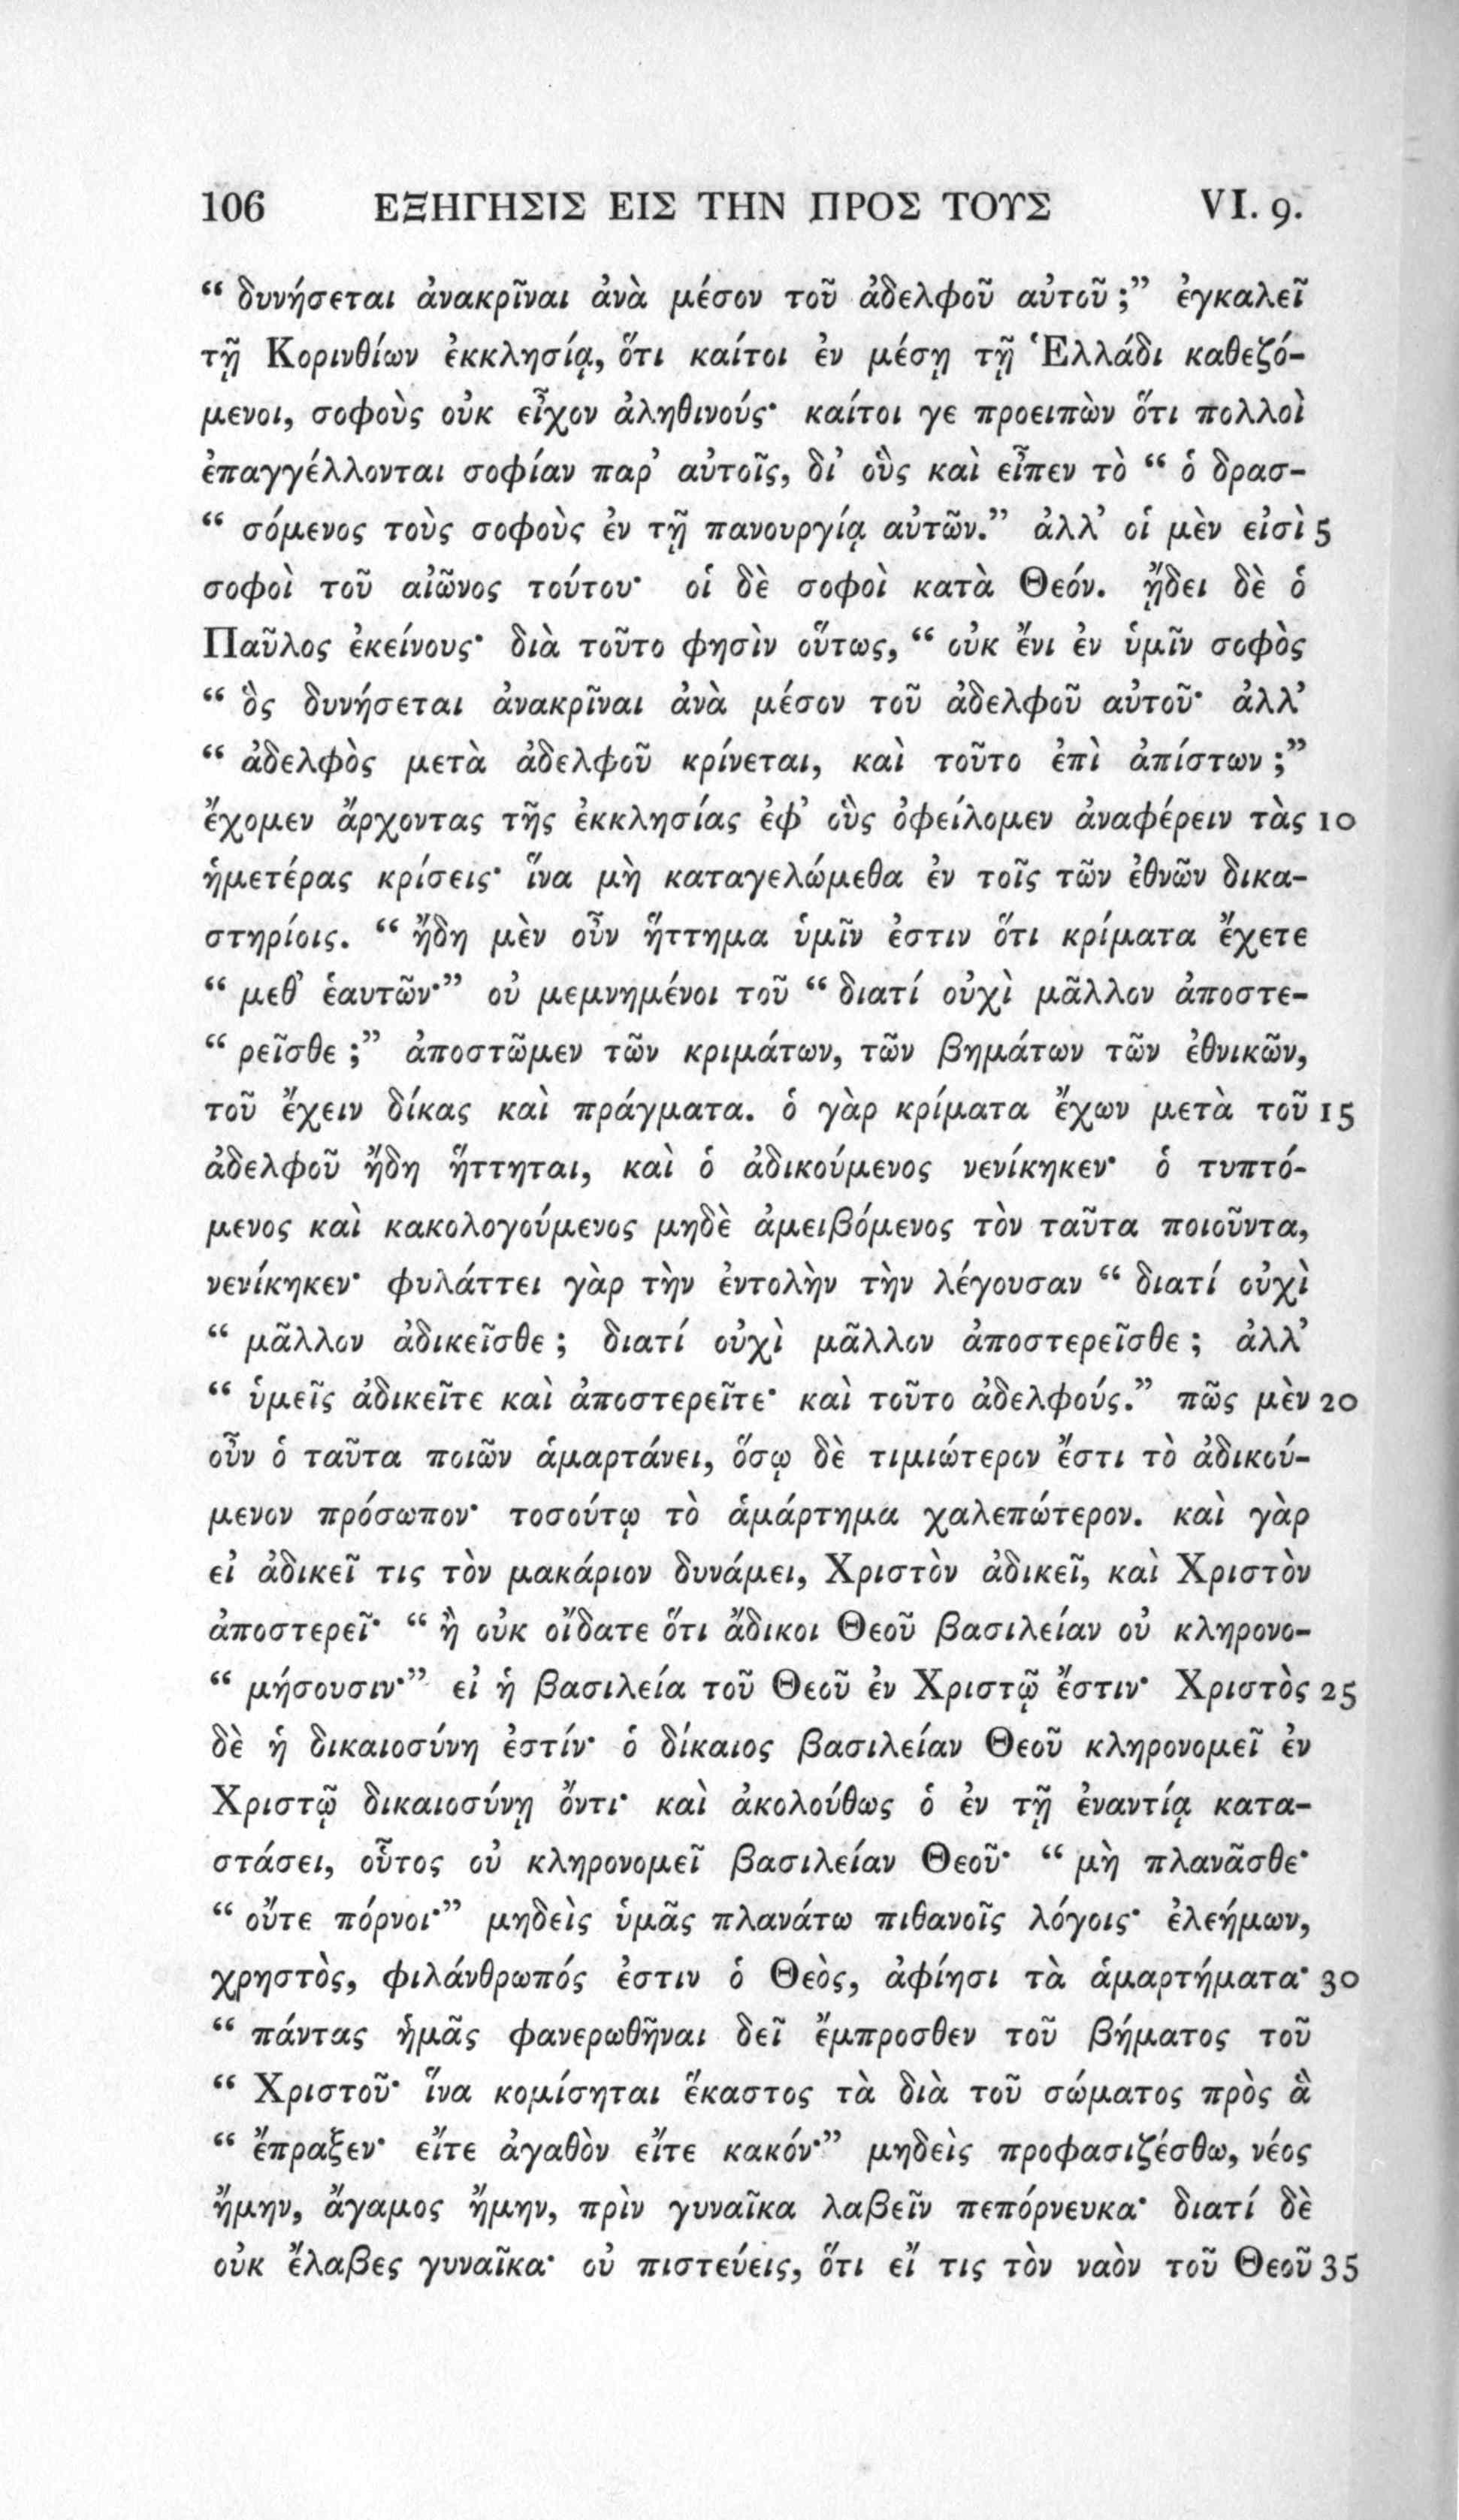 106 ΕΞΗΓΗΣΙΣ ΕΙΣ ΤΗΝ ΠΡΟΣ ΤΟΥΣ VI. 9.
“ δυνήσεται ἀνακρῖναι ἀνὰ μέσον τοῦ ἀδελφοῦ αὐτοῦ ;” ἐγκαλεῖ
τῇ Κορινθίων ἐκκλησίᾳ, ὅτι καίτοι ἐν μέσῃ τῇ Ἑλλάδι καθεζό-
μενοι, σοφοὺς οὐκ εἶχον ἀληθινούς· καίτοι γε προειπὼν ὅτι πολλοὶ
ἐπαγγέλλονται σοφίαν παρ’ αὐτοῖς, δι’ οὓς καὶ εἶπεν τὸ “ ὁ δρασ-
“ σόμενος τοὺς σοφοὺς ἐν τῇ πανουργίᾳ αὐτῶν.” ἀλλ’ οἱ μὲν εἰσὶ 5
σοφοὶ τοῦ αἰῶνος τούτου· οἱ δὲ σοφοὶ κατὰ Θεόν. ᾔδει δὲ ὁ
Παῦλος ἐκείνους· διὰ τοῦτο φησὶν οὕτως, “ οὐκ ἔνι ἐν ὑμῖν σοφὸς
“ ὃς δυνήσεται ἀνακρῖναι ἀνὰ μέσον τοῦ ἀδελφοῦ αὐτοῦ· ἀλλ’
“ ἀδελφὸς μετὰ ἀδελφοῦ κρίνεται, καὶ τοῦτο ἐπὶ ἀπίστων ;”
ἔχομεν ἄρχοντας τῆς ἐκκλησίας ἐφ’ οὓς ὀφείλομεν ἀναφέρειν τὰς 10
ἡμετέρας κρίσεις· ἵνα μὴ καταγελώμεθα ἐν τοῖς τῶν ἐθνῶν δικα-
στηρίοις. “ ἤδη μὲν οὖν ἥττημα ὑμῖν ἐστιν ὅτι κρίματα ἔχετε
“ μεθ’ ἑαυτῶν·” οὐ μεμνημένοι τοῦ “ διατί οὐχὶ μᾶλλον ἀποστε-
“ ρεῖσθε ;” ἀποστῶμεν τῶν κριμάτων, τῶν βημάτων τῶν ἐθνικῶν,
τοῦ ἔχειν δίκας καὶ πράγματα. ὁ γὰρ κρίματα ἔχων μετὰ τοῦ 15
ἀδελφοῦ ἤδη ἥττηται, καὶ ὁ ἀδικούμενος νενίκηκεν· ὁ τυπτό-
μενος καὶ κακολογούμενος μηδὲ ἀμειβόμενος τὸν ταῦτα ποιοῦντα,
νενίκηκεν· φυλάττει γὰρ τὴν ἐντολὴν τὴν λέγουσαν “ διατί οὐχὶ
“ μᾶλλον ἀδικεῖσθε ; διατί οὐχὶ μᾶλλον ἀποστερεῖσθε ; ἀλλ’
“ ὑμεῖς ἀδικεῖτε καὶ ἀποστερεῖτε· καὶ τοῦτο ἀδελφούς.” πῶς μὲν 20
οὖν ὁ ταῦτα ποιῶν ἁμαρτάνει, ὅσῳ δὲ τιμιώτερον ἔστι τὸ ἀδικού-
μενον πρόσωπον· τοσούτῳ τὸ ἁμάρτημα χαλεπώτερον. καὶ γὰρ
εἰ ἀδικεῖ τις τὸν μακάριον δυνάμει, Χριστὸν ἀδικεῖ, καὶ Χριστὸν
ἀποστερεῖ· “ ἢ οὐκ οἴδατε ὅτι ἄδικοι Θεοῦ βασιλείαν οὐ κληρονο-
“ μήσουσιν·” εἰ ἡ βασιλεία τοῦ Θεοῦ ἐν Χριστῷ ἔστιν· Χριστὸς 25
δὲ ἡ δικαιοσύνη ἐστίν· ὁ δίκαιος βασιλείαν Θεοῦ κληρονομεῖ ἐν
Χριστῷ δικαιοσύνῃ ὄντι· καὶ ἀκολούθως ὁ ἐν τῇ ἐναντίᾳ κατα-
στάσει, οὗτος οὐ κληρονομεῖ βασιλείαν Θεοῦ· “ μὴ πλανᾶσθε·
“ οὔτε πόρνοι·” μηδεὶς ὑμᾶς πλανάτω πιθανοῖς λόγοις· ἐλεήμων,
χρηστὸς, φιλάνθρωπός ἐστιν ὁ Θεὸς, ἀφίησι τὰ ἁμαρτήματα· 30
“ πάντας ἡμᾶς φανερωθῆναι δεῖ ἔμπροσθεν τοῦ βήματος τοῦ
“ Χριστοῦ· ἵνα κομίσηται ἕκαστος τὰ διὰ τοῦ σώματος πρὸς ἃ
“ ἔπραξεν· εἴτε ἀγαθὸν εἴτε κακόν·” μηδεὶς προφασιζέσθω, νέος
ἤμην, ἄγαμος ἤμην, πρὶν γυναῖκα λαβεῖν πεπόρνευκα· διατί δὲ
οὐκ ἔλαβες γυναῖκα· οὐ πιστεύεις, ὅτι εἴ τις τὸν ναὸν τοῦ Θεοῦ 35